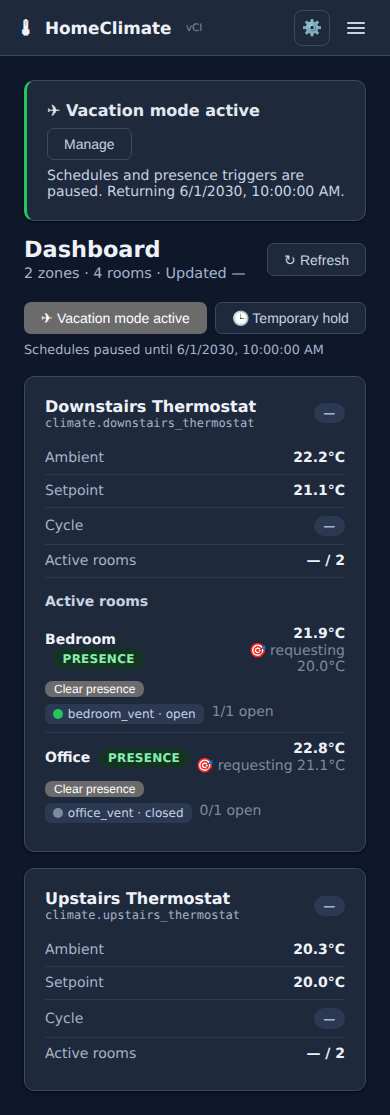 HomeClimate vCI
✈ Vacation mode active
Manage
Schedules and presence triggers are
paused. Returning 6/1/2030, 10:00:00 AM.
Dashboard
2 zones · 4 rooms · Updated —
↻ Refresh
✈ Vacation mode active
🕒 Temporary hold
Schedules paused until 6/1/2030, 10:00:00 AM
Downstairs Thermostat
—
climate.downstairs_thermostat
Ambient 22.2°C
Setpoint 21.1°C
Cycle —
Active rooms — / 2
Active rooms
Bedroom 21.9°C
PRESENCE
🎯 requesting
20.0°C
Clear presence
bedroom_vent · open 1/1 open
Office PRESENCE 22.8°C
🎯 requesting 21.1°C
Clear presence
office_vent · closed 0/1 open
Upstairs Thermostat
—
climate.upstairs_thermostat
Ambient 20.3°C
Setpoint 20.0°C
Cycle —
Active rooms — / 2